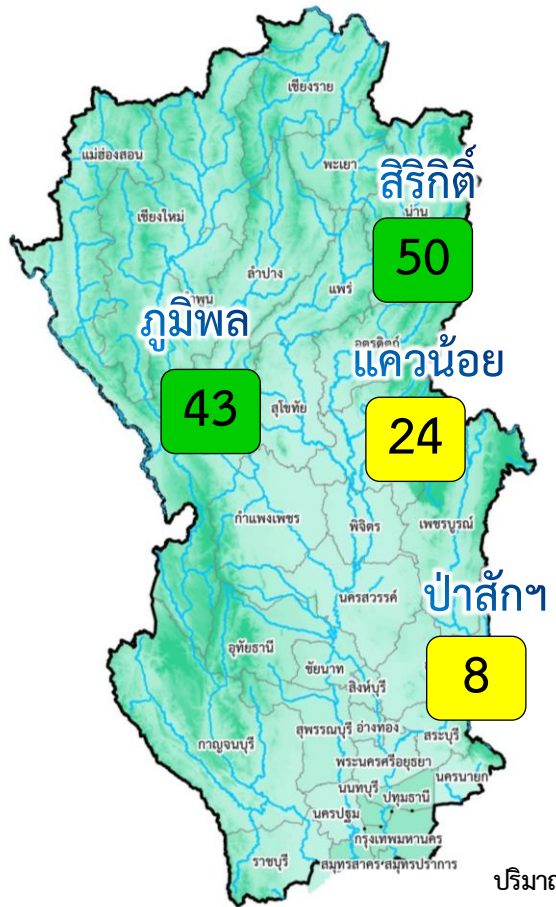 เชียงราย
แม่ฮ่องสอน
พะเยา
สิริกิติ์
น่าน
เชียงใหม่
50
ลำปาง
แพร่
ภูมิพล
แควน้อย
43
สุโขทัย
24
กำแพงเพชร
พิจิตร
เพชรบูรณ์
นครสวรรค์
ป่าสักฯ
อุทัยธานี
ชัยนาท
สิงห์บุรี
8
สุพรรณบุรี
อ่างทอง
สระบุรี
กาญจนบุรี
พระนครศรีอยุธยา
นครนายก
นนทบุรี
ปทุมธานี
นครปฐม
กรุงเทพมหานคร
ราชบุรี
สมุทรสาคร
สมุทรปราการ